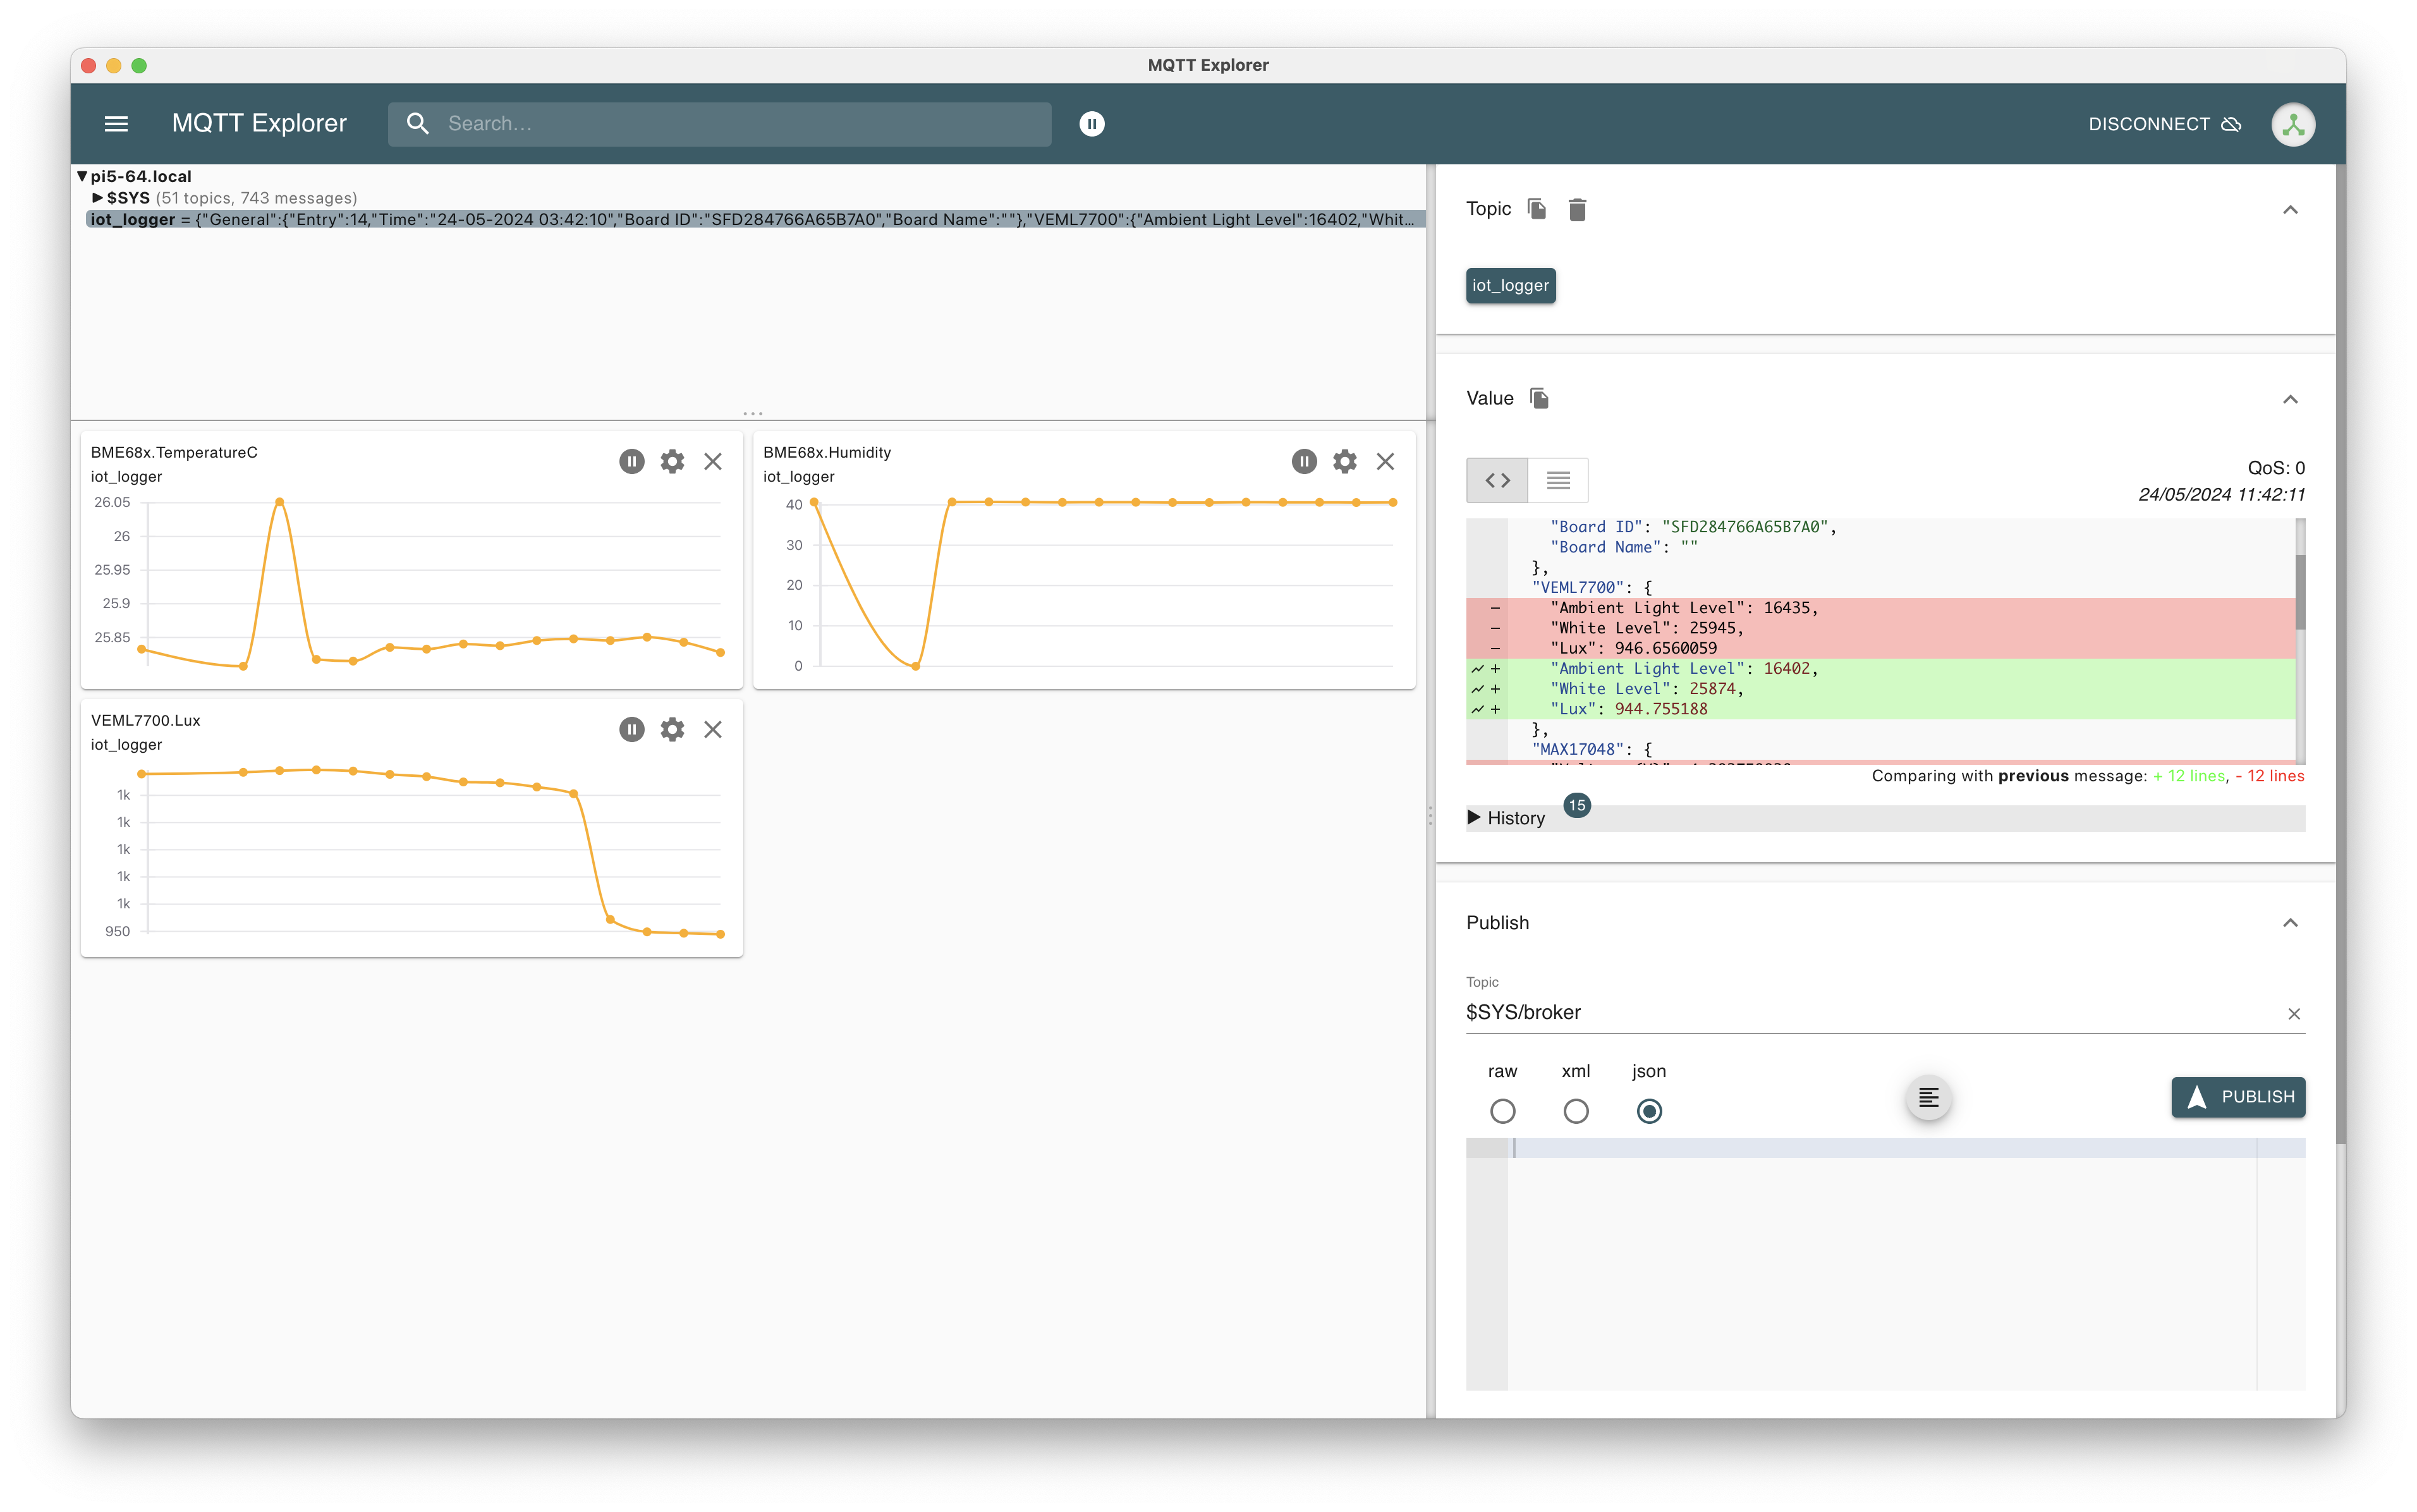 MQTT Explorer
MQTT Explorer
Search...
DISCONNECT
▼ pi5-64.local
▶ $SYS (51 topics, 743 messages)
iot_logger = {"General":{"Entry":14,"Time":"24-05-2024 03:42:10","Board ID":"SFD284766A65B7A0","Board Name":""},"VEML7700":{"Ambient Light Level":16402,"Whit...
BME68x.TemperatureC
iot_logger
26.05
26
25.95
25.9
25.85
BME68x.Humidity
iot_logger
40
30
20
10
0
VEML7700.Lux
iot_logger
1k
1k
1k
1k
1k
950
Topic
iot_logger
Value
QoS: 0
24/05/2024 11:42:11
"Board ID": "SFD284766A65B7A0",
"Board Name": ""
},
"VEML7700": {
- "Ambient Light Level": 16435,
- "White Level": 25945,
- "Lux": 946.6560059
+ "Ambient Light Level": 16402,
+ "White Level": 25874,
+ "Lux": 944.755188
},
"MAX17048": {
Comparing with previous message: + 12 lines, - 12 lines
▶ History 15
Publish
Topic
$SYS/broker
raw xml json
PUBLISH